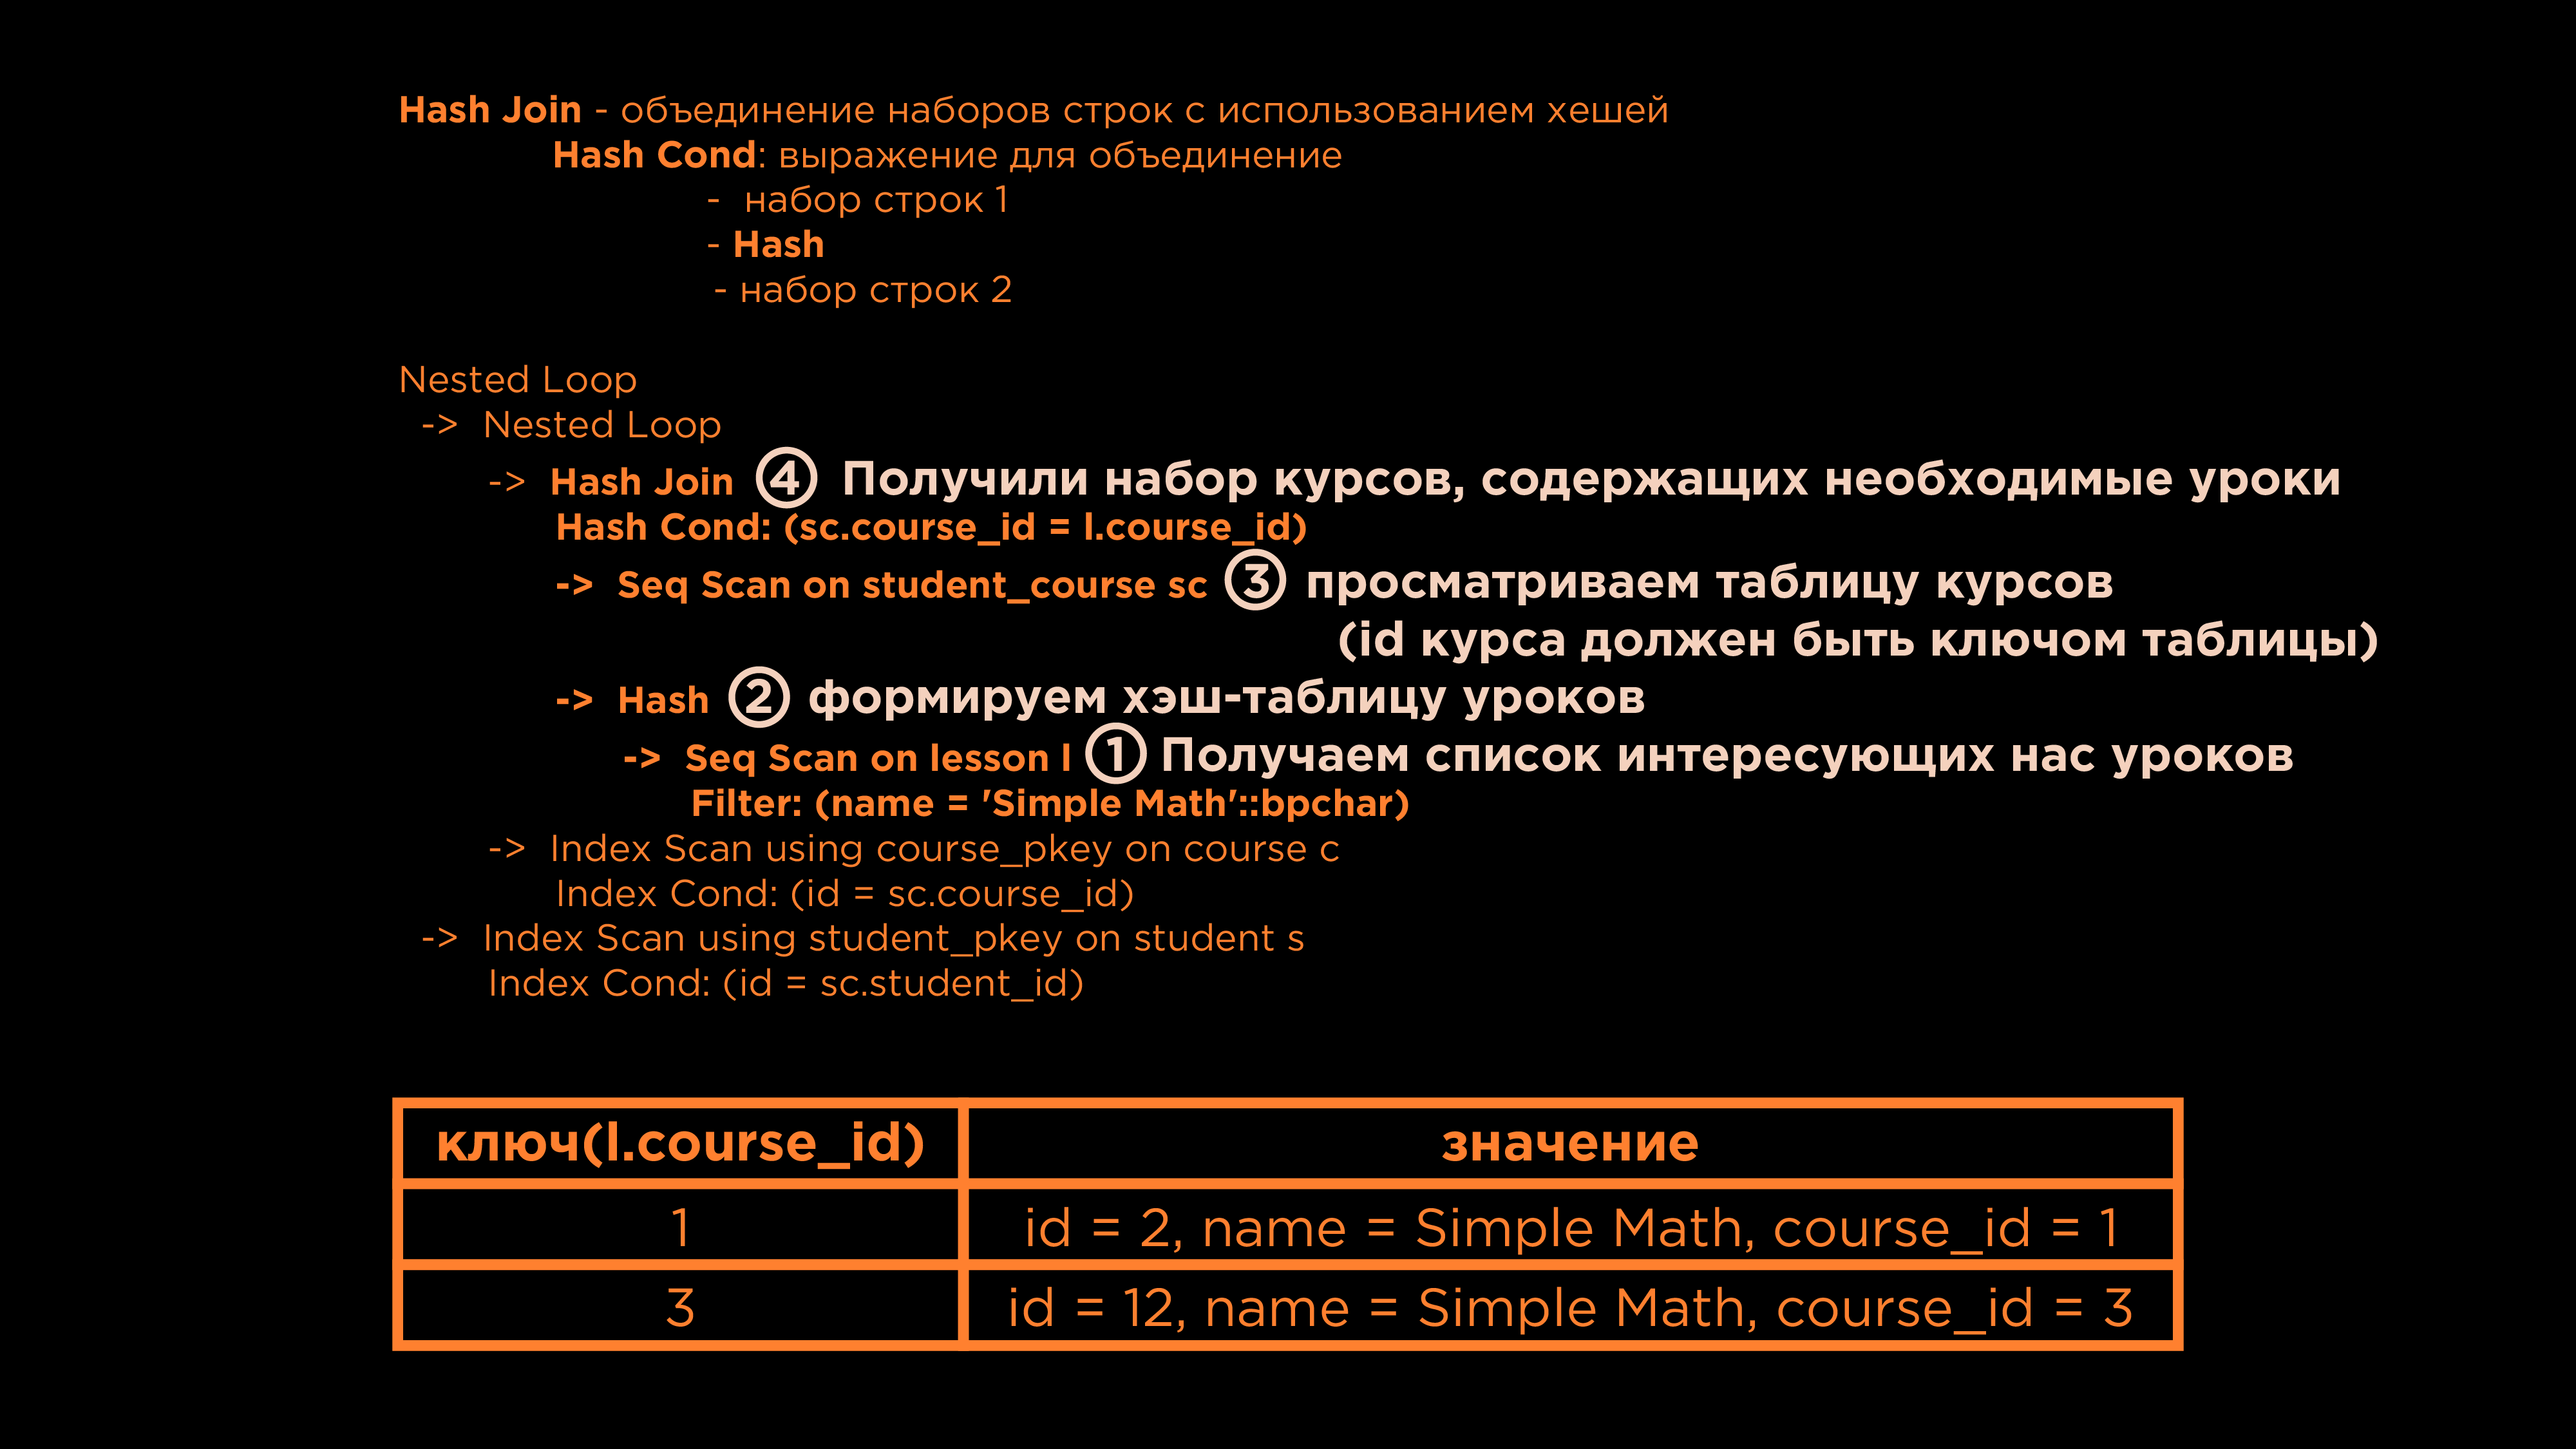 Hash Join - объединение наборов строк с использованием хешей
Hash Cond: выражение для объединение
- набор строк 1
- Hash
- набор строк 2
Nested Loop
-> Nested Loop
-> Hash Join ④ Получили набор курсов, содержащих необходимые уроки
Hash Cond: (sc.course_id = l.course_id)
-> Seq Scan on student_course sc ③ просматриваем таблицу курсов
(id курса должен быть ключом таблицы)
-> Hash ② формируем хэш-таблицу уроков
-> Seq Scan on lesson l ① Получаем список интересующих нас уроков
Filter: (name = 'Simple Math'::bpchar)
-> Index Scan using course_pkey on course c
Index Cond: (id = sc.course_id)
-> Index Scan using student_pkey on student s
Index Cond: (id = sc.student_id)
ключ(l.course_id) значение
1 id = 2, name = Simple Math, course_id = 1
3 id = 12, name = Simple Math, course_id = 3